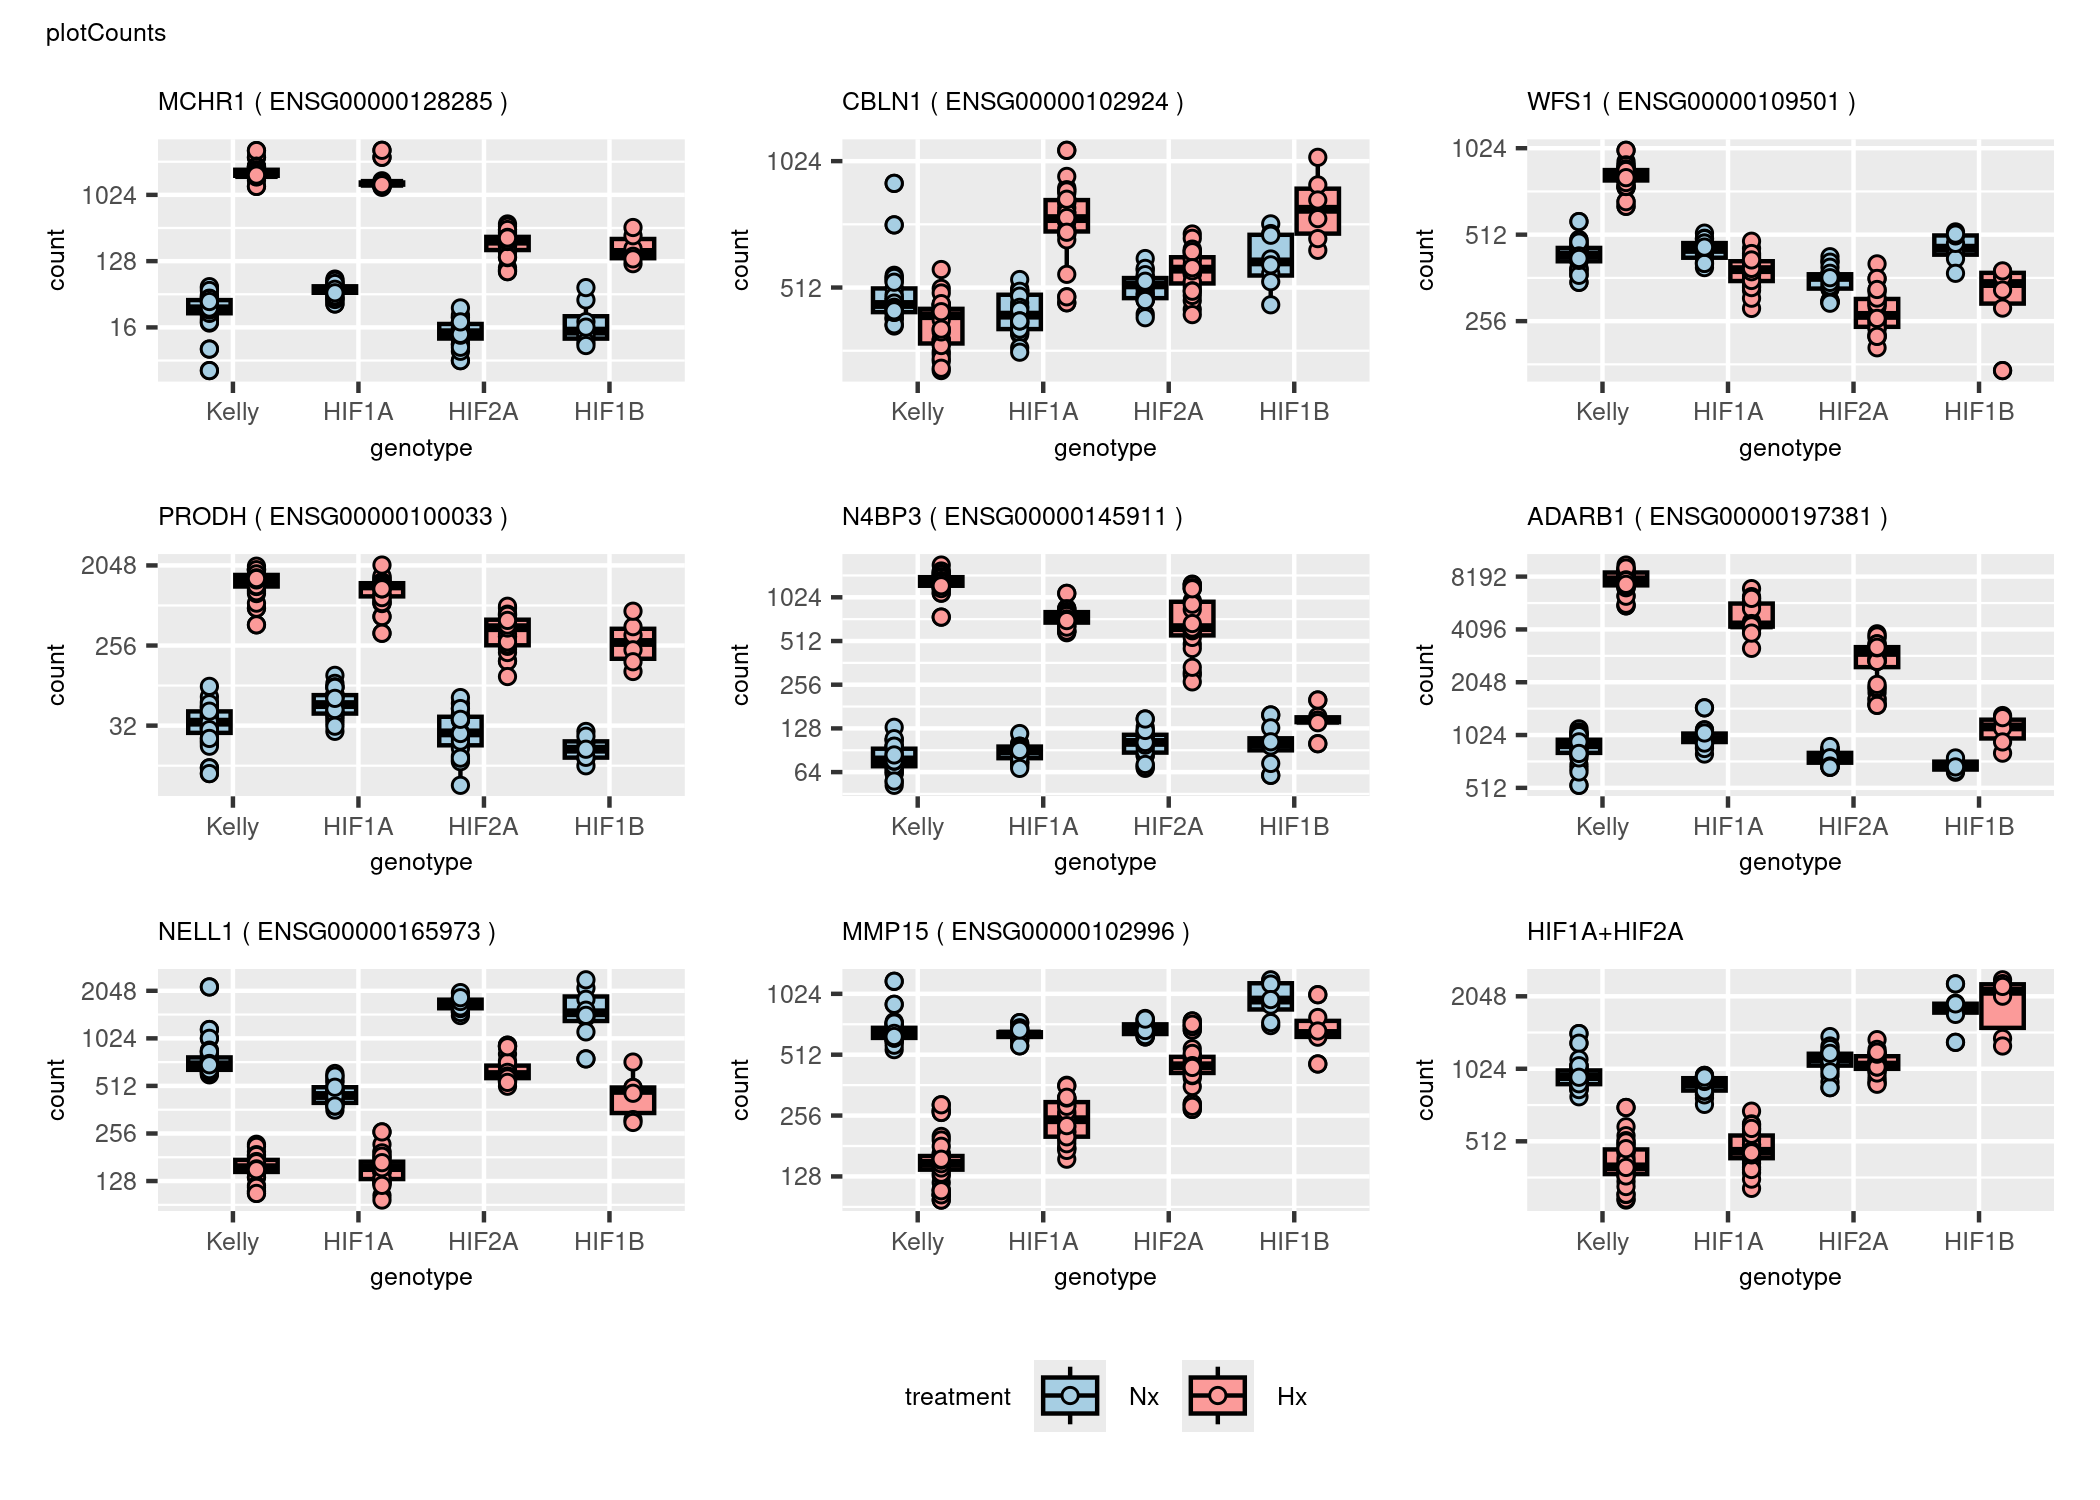 plotCounts
MCHR1 ( ENSG00000128285 )
count
1024
128
16
Kelly HIF1A HIF2A HIF1B
genotype
CBLN1 ( ENSG00000102924 )
count
1024
512
Kelly HIF1A HIF2A HIF1B
genotype
WFS1 ( ENSG00000109501 )
count
1024
512
256
Kelly HIF1A HIF2A HIF1B
genotype
PRODH ( ENSG00000100033 )
count
2048
256
32
Kelly HIF1A HIF2A HIF1B
genotype
N4BP3 ( ENSG00000145911 )
count
1024
512
256
128
64
Kelly HIF1A HIF2A HIF1B
genotype
ADARB1 ( ENSG00000197381 )
count
8192
4096
2048
1024
512
Kelly HIF1A HIF2A HIF1B
genotype
NELL1 ( ENSG00000165973 )
count
2048
1024
512
256
128
Kelly HIF1A HIF2A HIF1B
genotype
MMP15 ( ENSG00000102996 )
count
1024
512
256
128
Kelly HIF1A HIF2A HIF1B
genotype
HIF1A+HIF2A
count
2048
1024
512
Kelly HIF1A HIF2A HIF1B
genotype
treatment Nx Hx